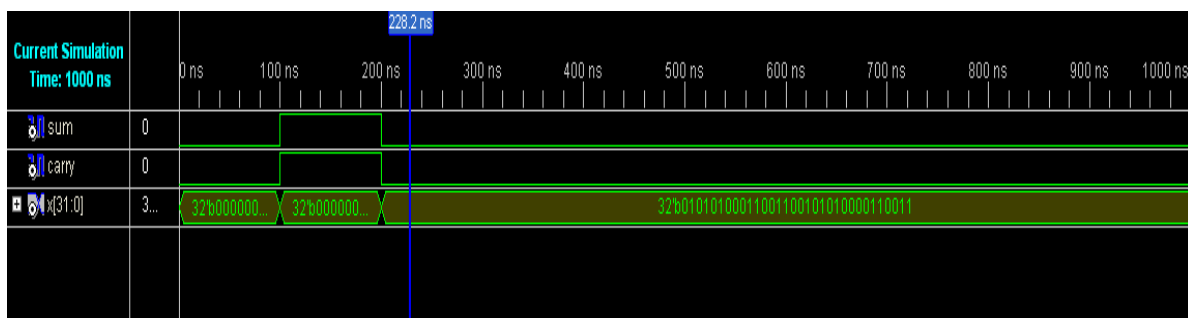 228.2 ns
Current Simulation
Time: 1000 ns
0 ns 100 ns 200 ns 300 ns 400 ns 500 ns 600 ns 700 ns 800 ns 900 ns 1000 ns
sum 0
carry 0
x[31:0] 3... 32'b000000... 32'b000000... 32'b01010100011001100101010000110011